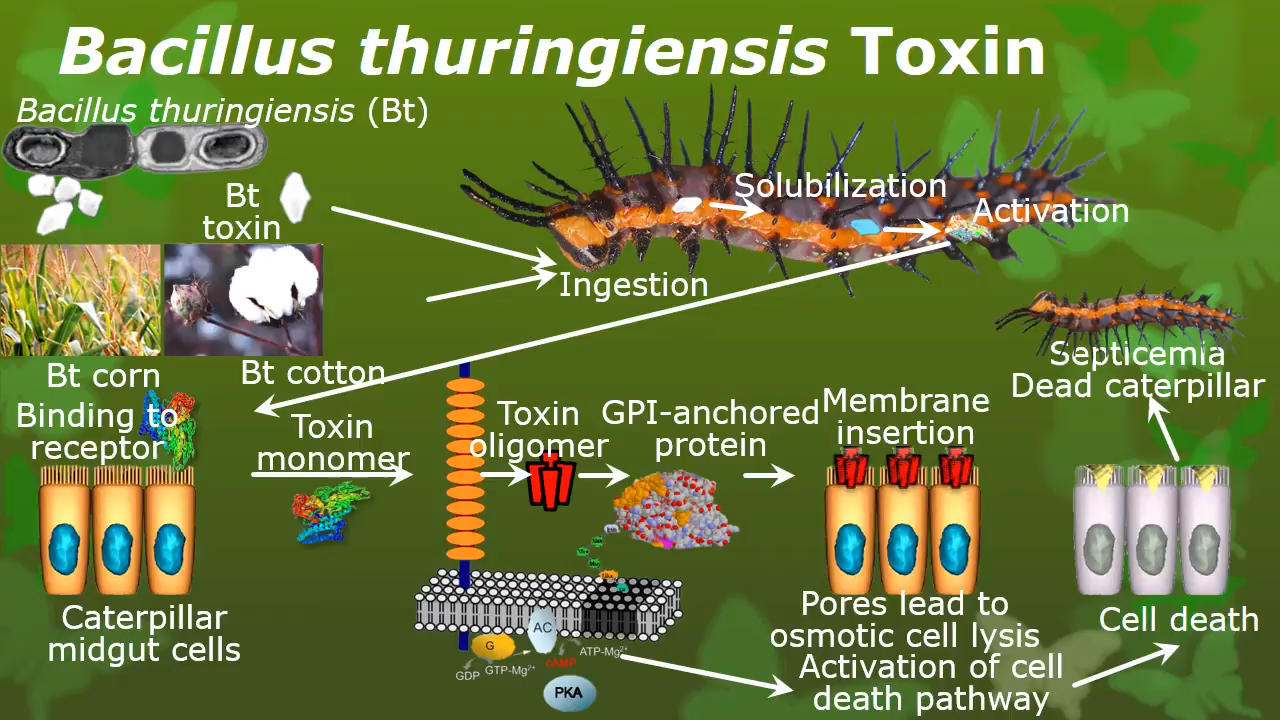 Bacillus thuringiensis Toxin
Bacillus thuringiensis (Bt)
Bt
toxin
Solubilization
Activation
Ingestion
Bt corn
Bt cotton
Septicemia
Dead caterpillar
Binding to
receptor
Toxin
monomer
Toxin
oligomer
GPI-anchored
protein
Membrane
insertion
Caterpillar
midgut cells
G
AC
GDP
GTP-Mg²⁺
cAMP
ATP-Mg²⁺
PKA
Pores lead to
osmotic cell lysis
Activation of cell
death pathway
Cell death